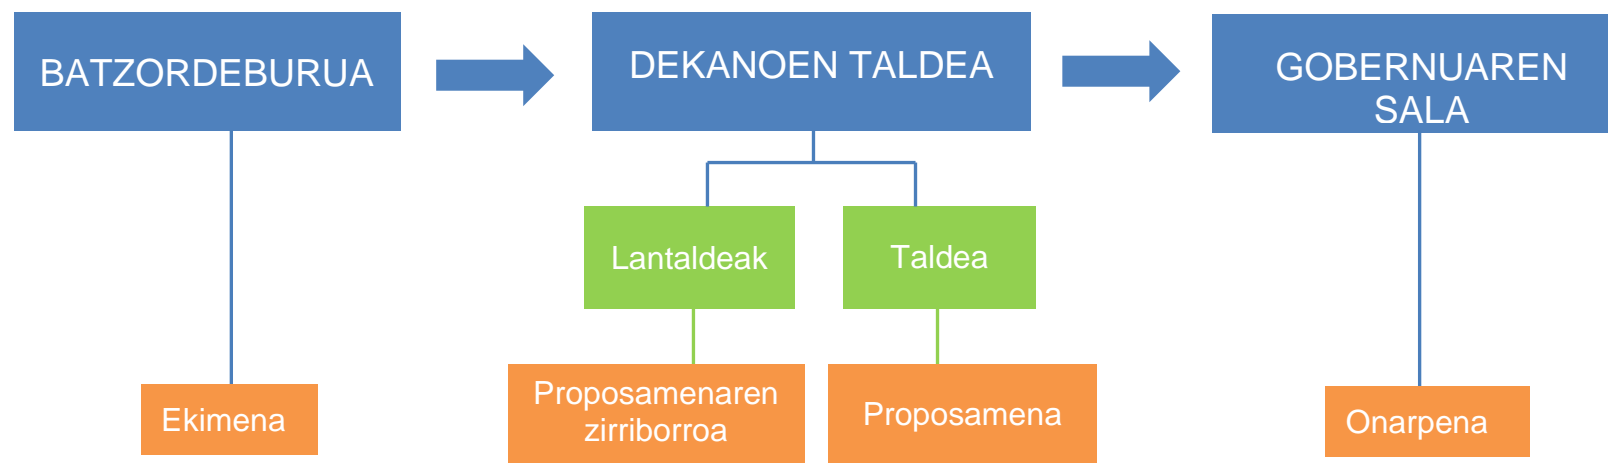 BATZORDEBURUA
DEKANOEN TALDEA
GOBERNUAREN
SALA
Lantaldeak
Taldea
Ekimena
Proposamenaren
zirriborroa
Proposamena
Onarpena